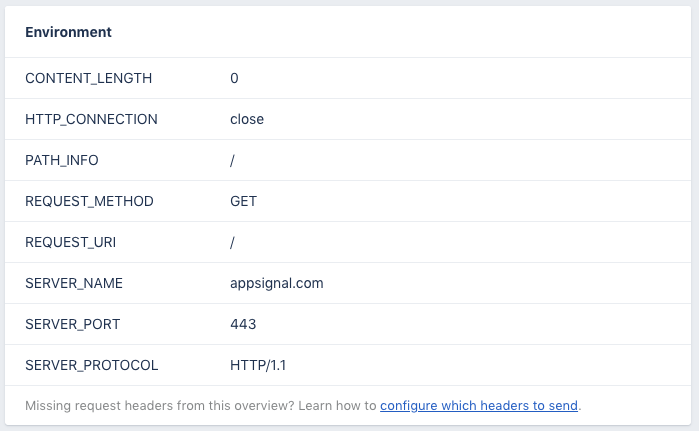 Environment
CONTENT_LENGTH 0
HTTP_CONNECTION close
PATH_INFO /
REQUEST_METHOD GET
REQUEST_URI /
SERVER_NAME appsignal.com
SERVER_PORT 443
SERVER_PROTOCOL HTTP/1.1
Missing request headers from this overview? Learn how to configure which headers to send.